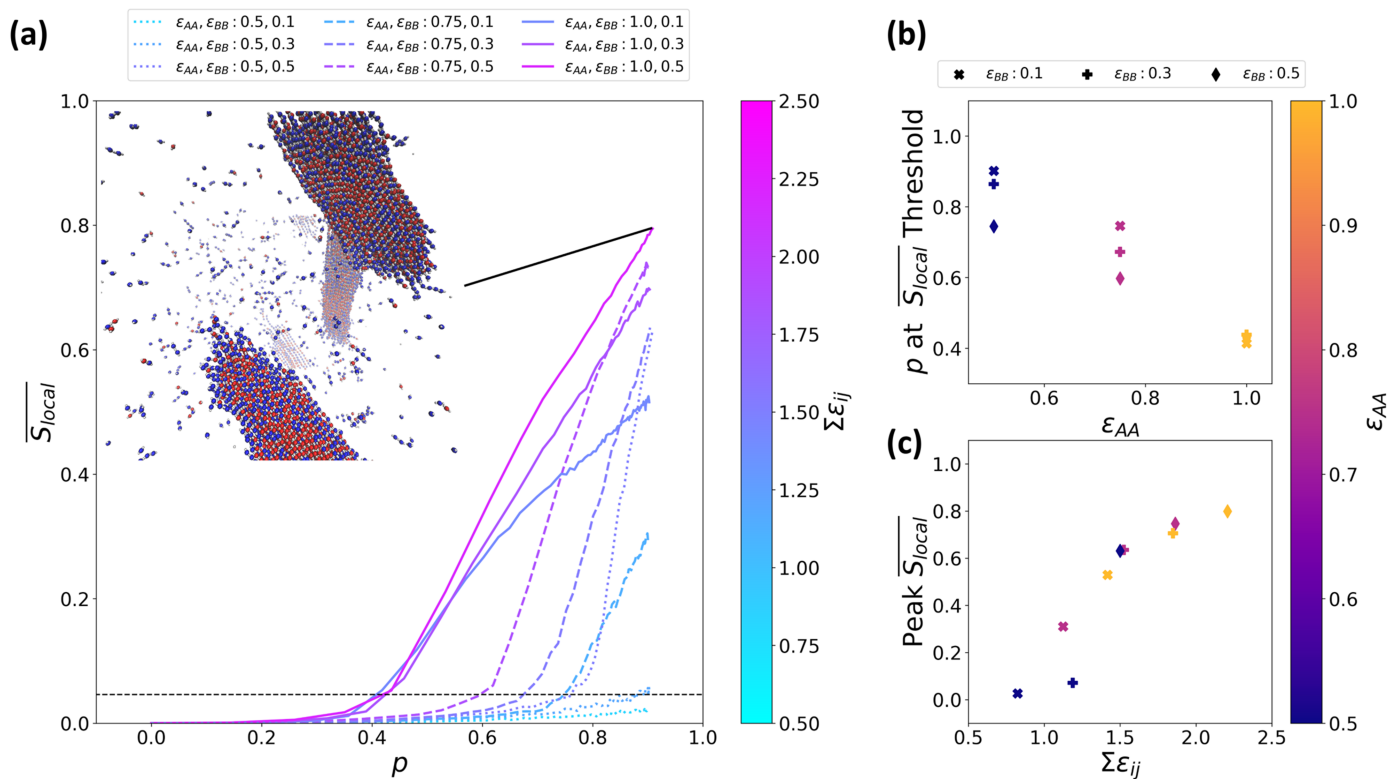 (a)
ε_AA, ε_BB : 0.5, 0.1
ε_AA, ε_BB : 0.5, 0.3
ε_AA, ε_BB : 0.5, 0.5
ε_AA, ε_BB : 0.75, 0.1
ε_AA, ε_BB : 0.75, 0.3
ε_AA, ε_BB : 0.75, 0.5
ε_AA, ε_BB : 1.0, 0.1
ε_AA, ε_BB : 1.0, 0.3
ε_AA, ε_BB : 1.0, 0.5
1.0
0.8
0.6
0.4
0.2
0.0
S_local
0.0 0.2 0.4 0.6 0.8 1.0
p
2.50
2.25
2.00
1.75
1.50
1.25
1.00
0.75
0.50
Σε_ij
(b)
ε_BB : 0.1 ε_BB : 0.3 ε_BB : 0.5
1.0
0.8
0.6
0.4
p at S_local Threshold
0.6 0.8 1.0
ε_AA
(c)
1.0
0.8
0.6
0.4
0.2
0.0
Peak S_local
0.5 1.0 1.5 2.0 2.5
Σε_ij
1.0
0.9
0.8
0.7
0.6
0.5
ε_AA